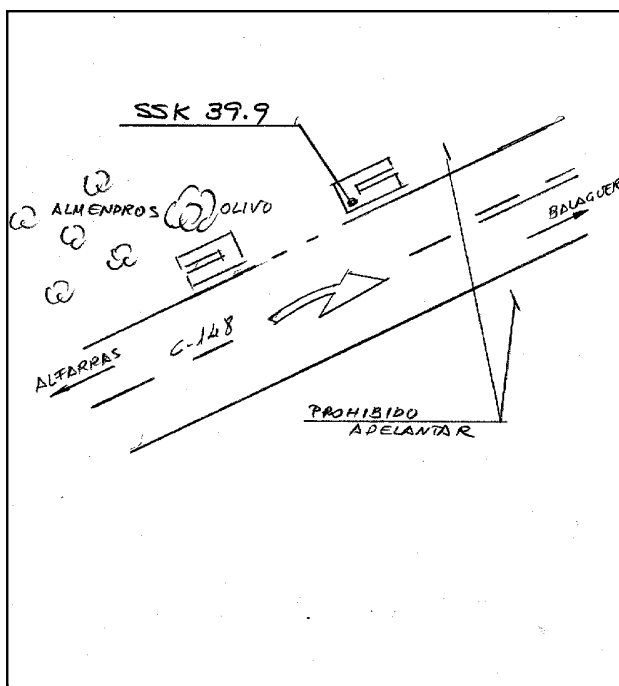 SSK 39.9
ALMENDROS
OLIVO
BALAGUER
C-148
ALFARRAS
PROHIBIDO
ADELANTAR